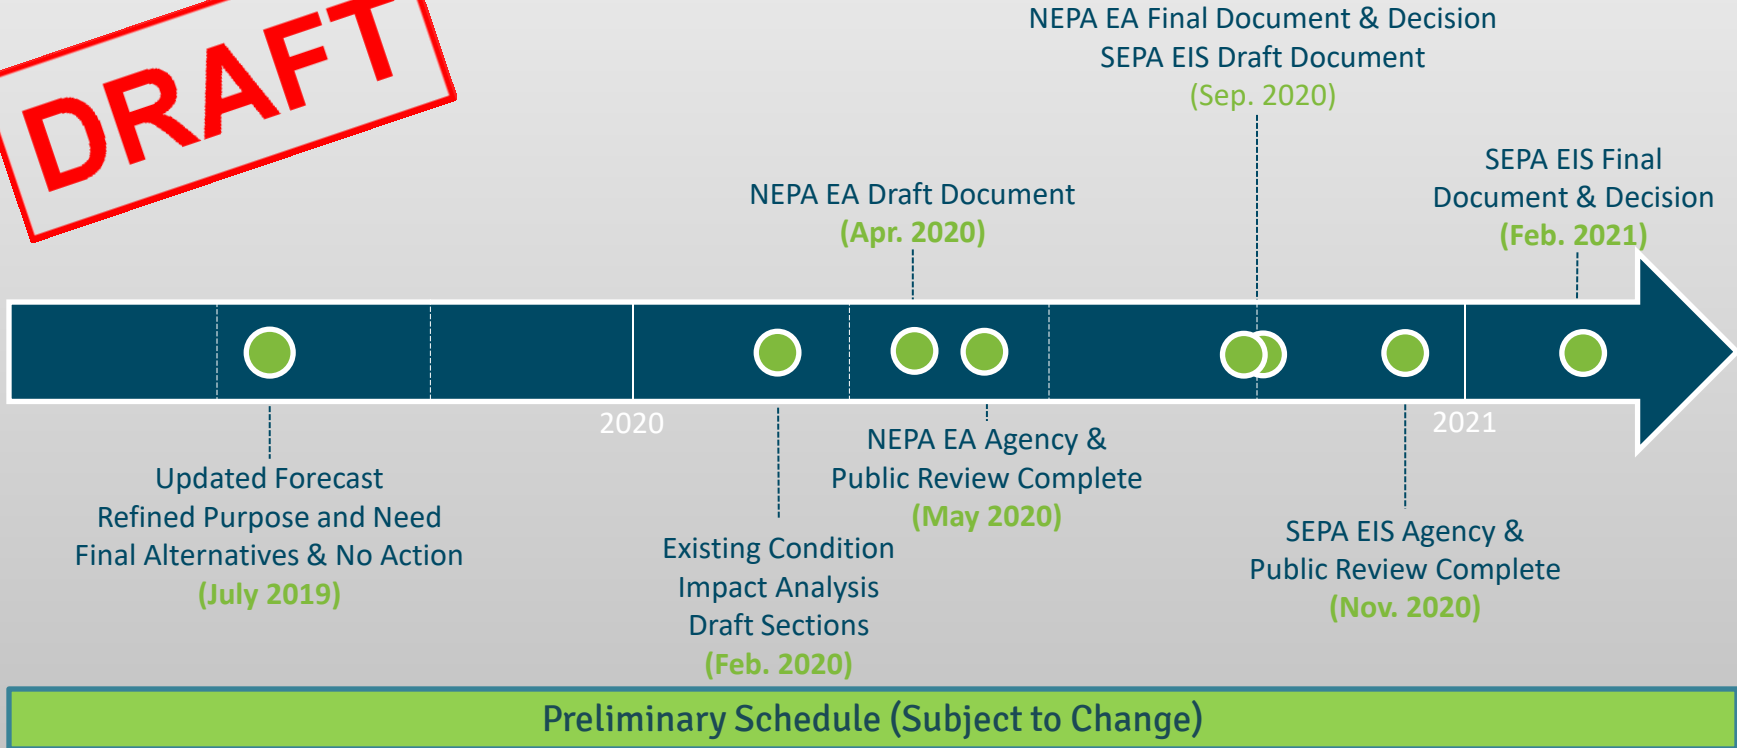 DRAFT
NEPA EA Final Document & Decision
SEPA EIS Draft Document
(Sep. 2020)
SEPA EIS Final
Document & Decision
(Feb. 2021)
NEPA EA Draft Document
(Apr. 2020)
2020
2021
Updated Forecast
Refined Purpose and Need
Final Alternatives & No Action
(July 2019)
Existing Condition
Impact Analysis
Draft Sections
(Feb. 2020)
NEPA EA Agency &
Public Review Complete
(May 2020)
SEPA EIS Agency &
Public Review Complete
(Nov. 2020)
Preliminary Schedule (Subject to Change)